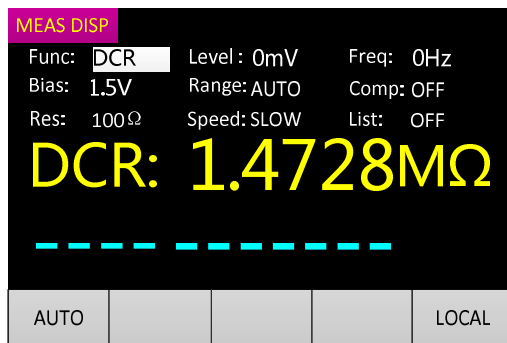 MEAS DISP
Func: DCR Level : 0mV Freq: 0Hz
Bias: 1.5V Range: AUTO Comp: OFF
Res: 100Ω Speed: SLOW List: OFF
DCR: 1.4728MΩ
---- -------
AUTO LOCAL